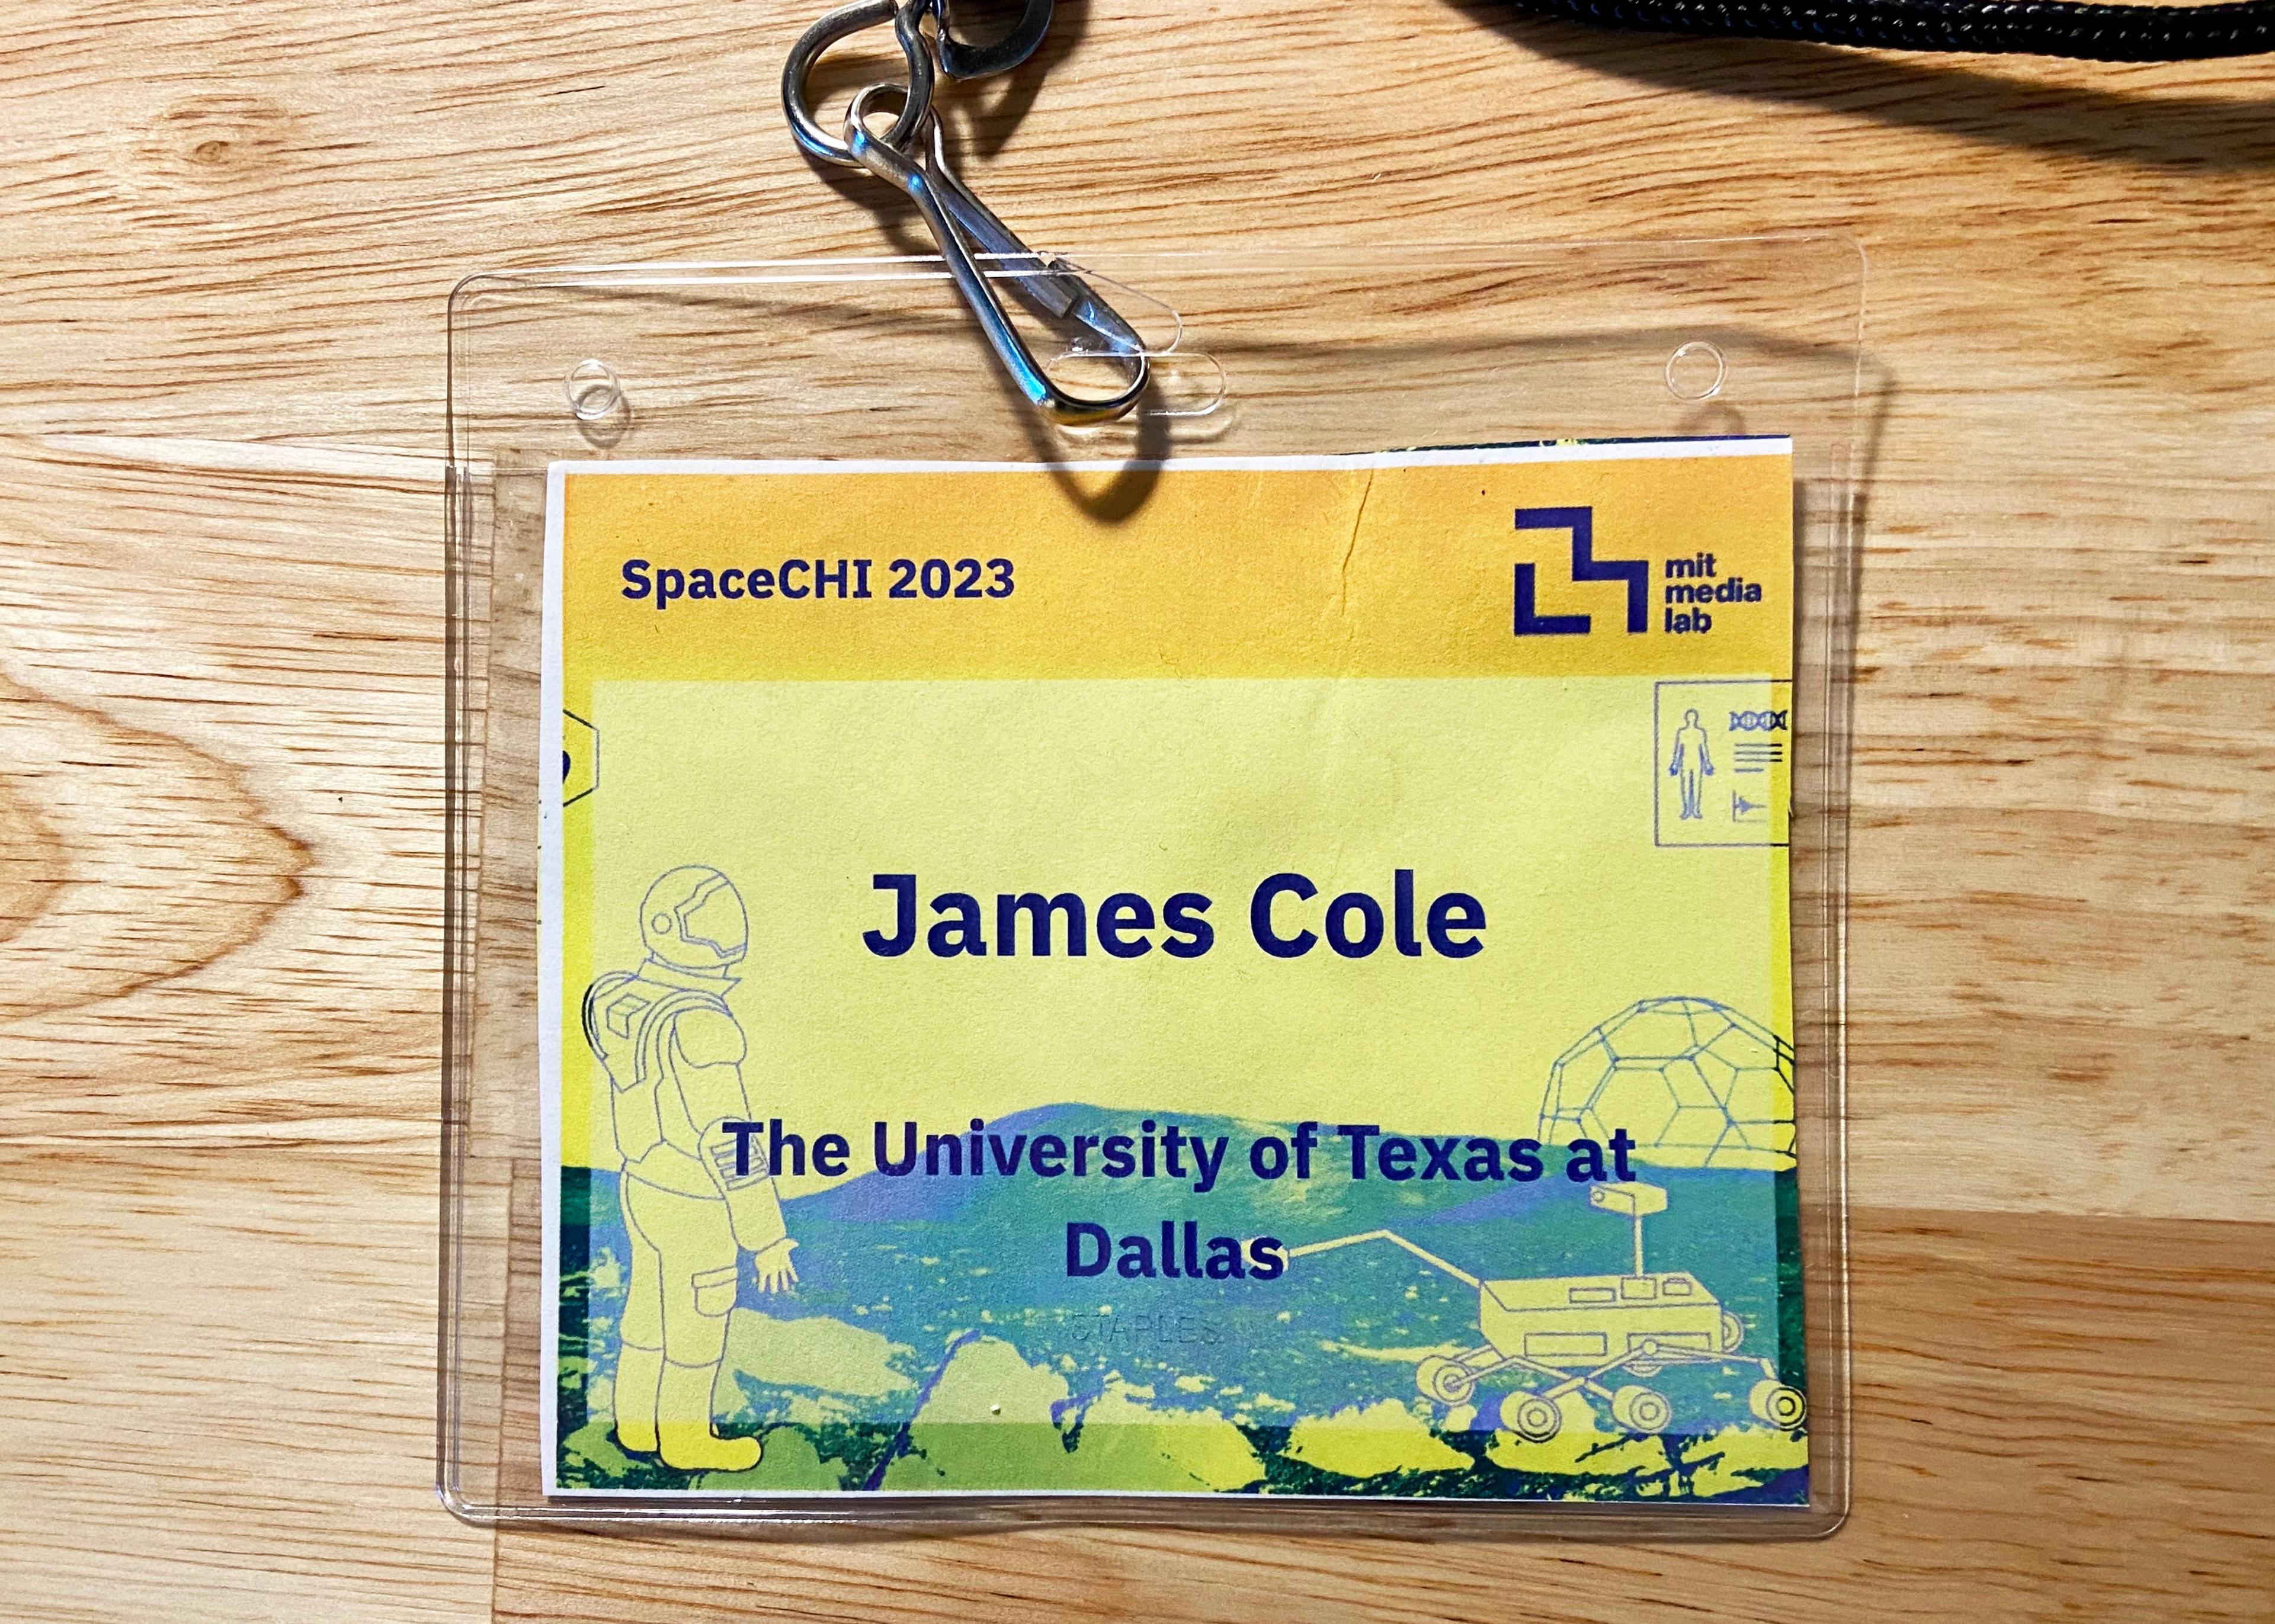 SpaceCHI 2023
mit
media
lab
James Cole
The University of Texas at
Dallas
STAPLES